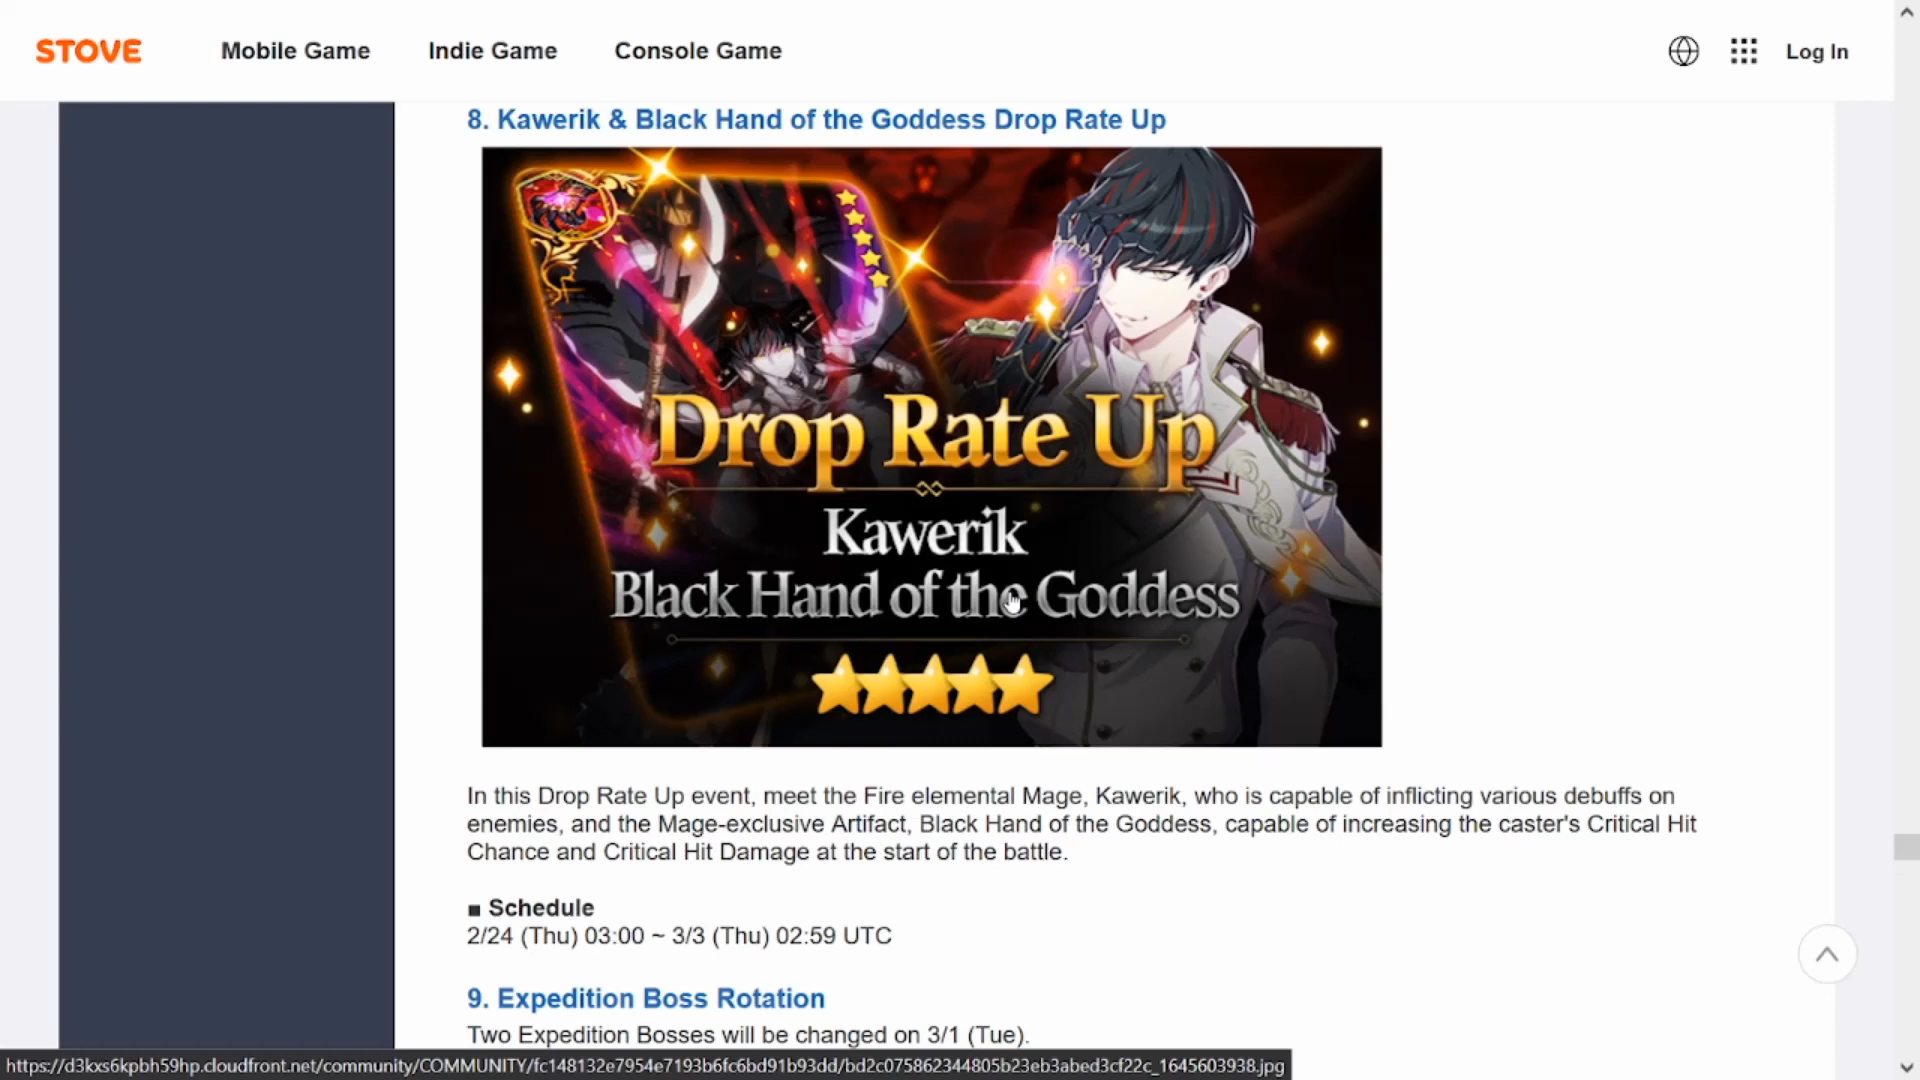 STOVE
Mobile Game
Indie Game
Console Game
Log In
8. Kawerik & Black Hand of the Goddess Drop Rate Up
Drop Rate Up
Kawerik
Black Hand of the Goddess
In this Drop Rate Up event, meet the Fire elemental Mage, Kawerik, who is capable of inflicting various debuffs on
enemies, and the Mage-exclusive Artifact, Black Hand of the Goddess, capable of increasing the caster's Critical Hit
Chance and Critical Hit Damage at the start of the battle.
■ Schedule
2/24 (Thu) 03:00 ~ 3/3 (Thu) 02:59 UTC
9. Expedition Boss Rotation
Two Expedition Bosses will be changed on 3/1 (Tue).
https://d3kxs6kpbh59hp.cloudfront.net/community/COMMUNITY/fc148132e7954e7193b6fc6bd91b93dd/bd2c075862344805b23eb3abed3cf22c_1645603938.jpg